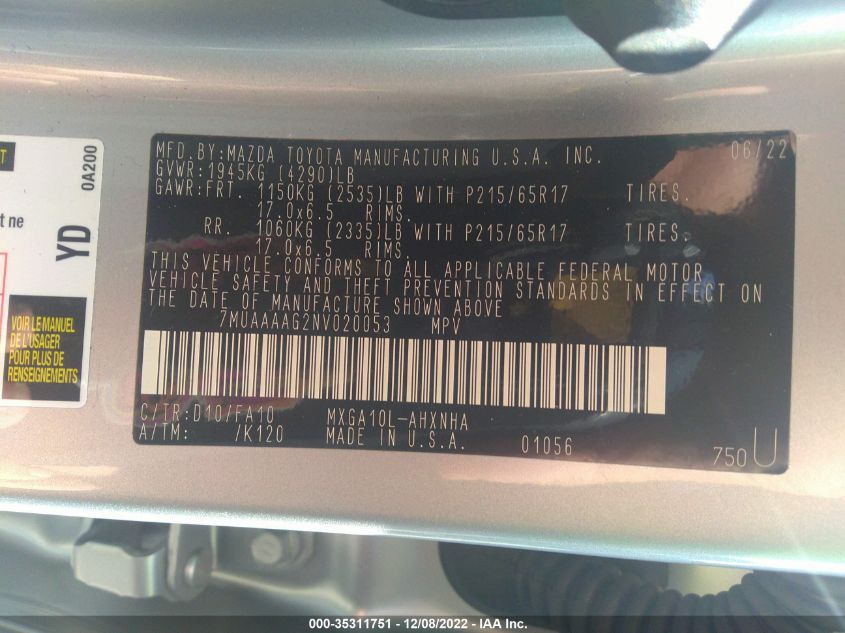 MFD.BY:MAZDA TOYOTA MANUFACTURING U.S.A. INC. 06/22
GVWR:1945KG (4290)LB
GAWR:FRT. 1150KG (2535)LB WITH P215/65R17 TIRES.
17.0x6.5 RIMS.
RR. 1060KG (2335)LB WITH P215/65R17 TIRES.
17.0x6.5 RIMS.
THIS VEHICLE CONFORMS TO ALL APPLICABLE FEDERAL MOTOR
VEHICLE SAFETY AND THEFT PREVENTION STANDARDS IN EFFECT ON
THE DATE OF MANUFACTURE SHOWN ABOVE
7MUAAAAG2NV020053 MPV
C/TR:D10/FA10 MXGA10L-AHXNHA
A/TM: /K120 MADE IN U.S.A. 01056
750U
0A200
t ne
YD
VOIR LE MANUEL
DE L'USAGER
POUR PLUS DE
RENSEIGNEMENTS
000-35311751 - 12/08/2022 - IAA Inc.